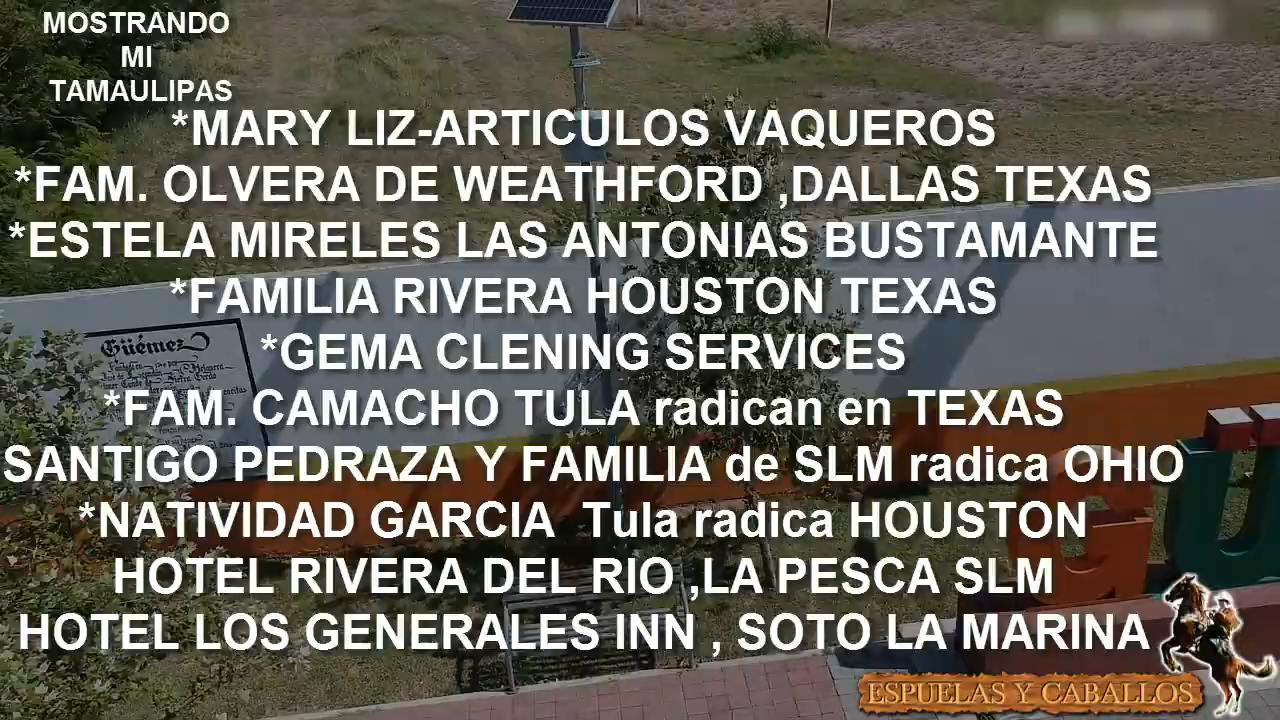 MOSTRANDO
MI
TAMAULIPAS
*MARY LIZ-ARTICULOS VAQUEROS
*FAM. OLVERA DE WEATHFORD ,DALLAS TEXAS
*ESTELA MIRELES LAS ANTONIAS BUSTAMANTE
*FAMILIA RIVERA HOUSTON TEXAS
Güémez
*GEMA CLENING SERVICES
*FAM. CAMACHO TULA radican en TEXAS
SANTIGO PEDRAZA Y FAMILIA de SLM radica OHIO
*NATIVIDAD GARCIA Tula radica HOUSTON
GÜ
HOTEL RIVERA DEL RIO ,LA PESCA SLM
HOTEL LOS GENERALES INN , SOTO LA MARINA
ESPUELAS Y CABALLOS